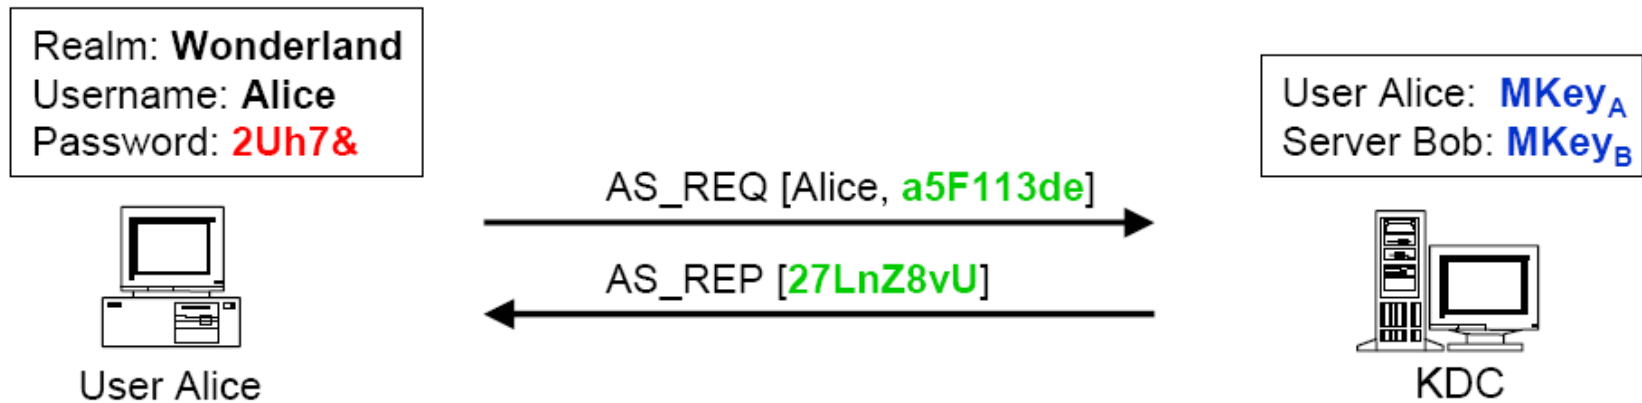 Realm: Wonderland
Username: Alice
Password: 2Uh7&
User Alice: MKeyA
Server Bob: MKeyB
AS_REQ [Alice, a5F113de]
AS_REP [27LnZ8vU]
User Alice
KDC